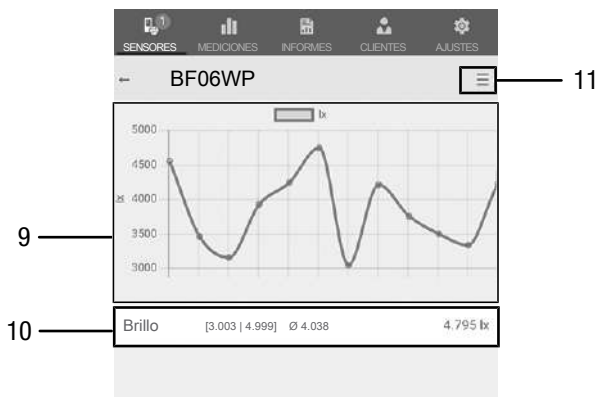 1
SENSORES MEDICIONES INFORMES CLIENTES AJUSTES
BF06WP
11
lx
5000
4500
4000
3500
3000
lx
9
10
Brillo [3.003 | 4.999] Ø 4.038 4.795 lx